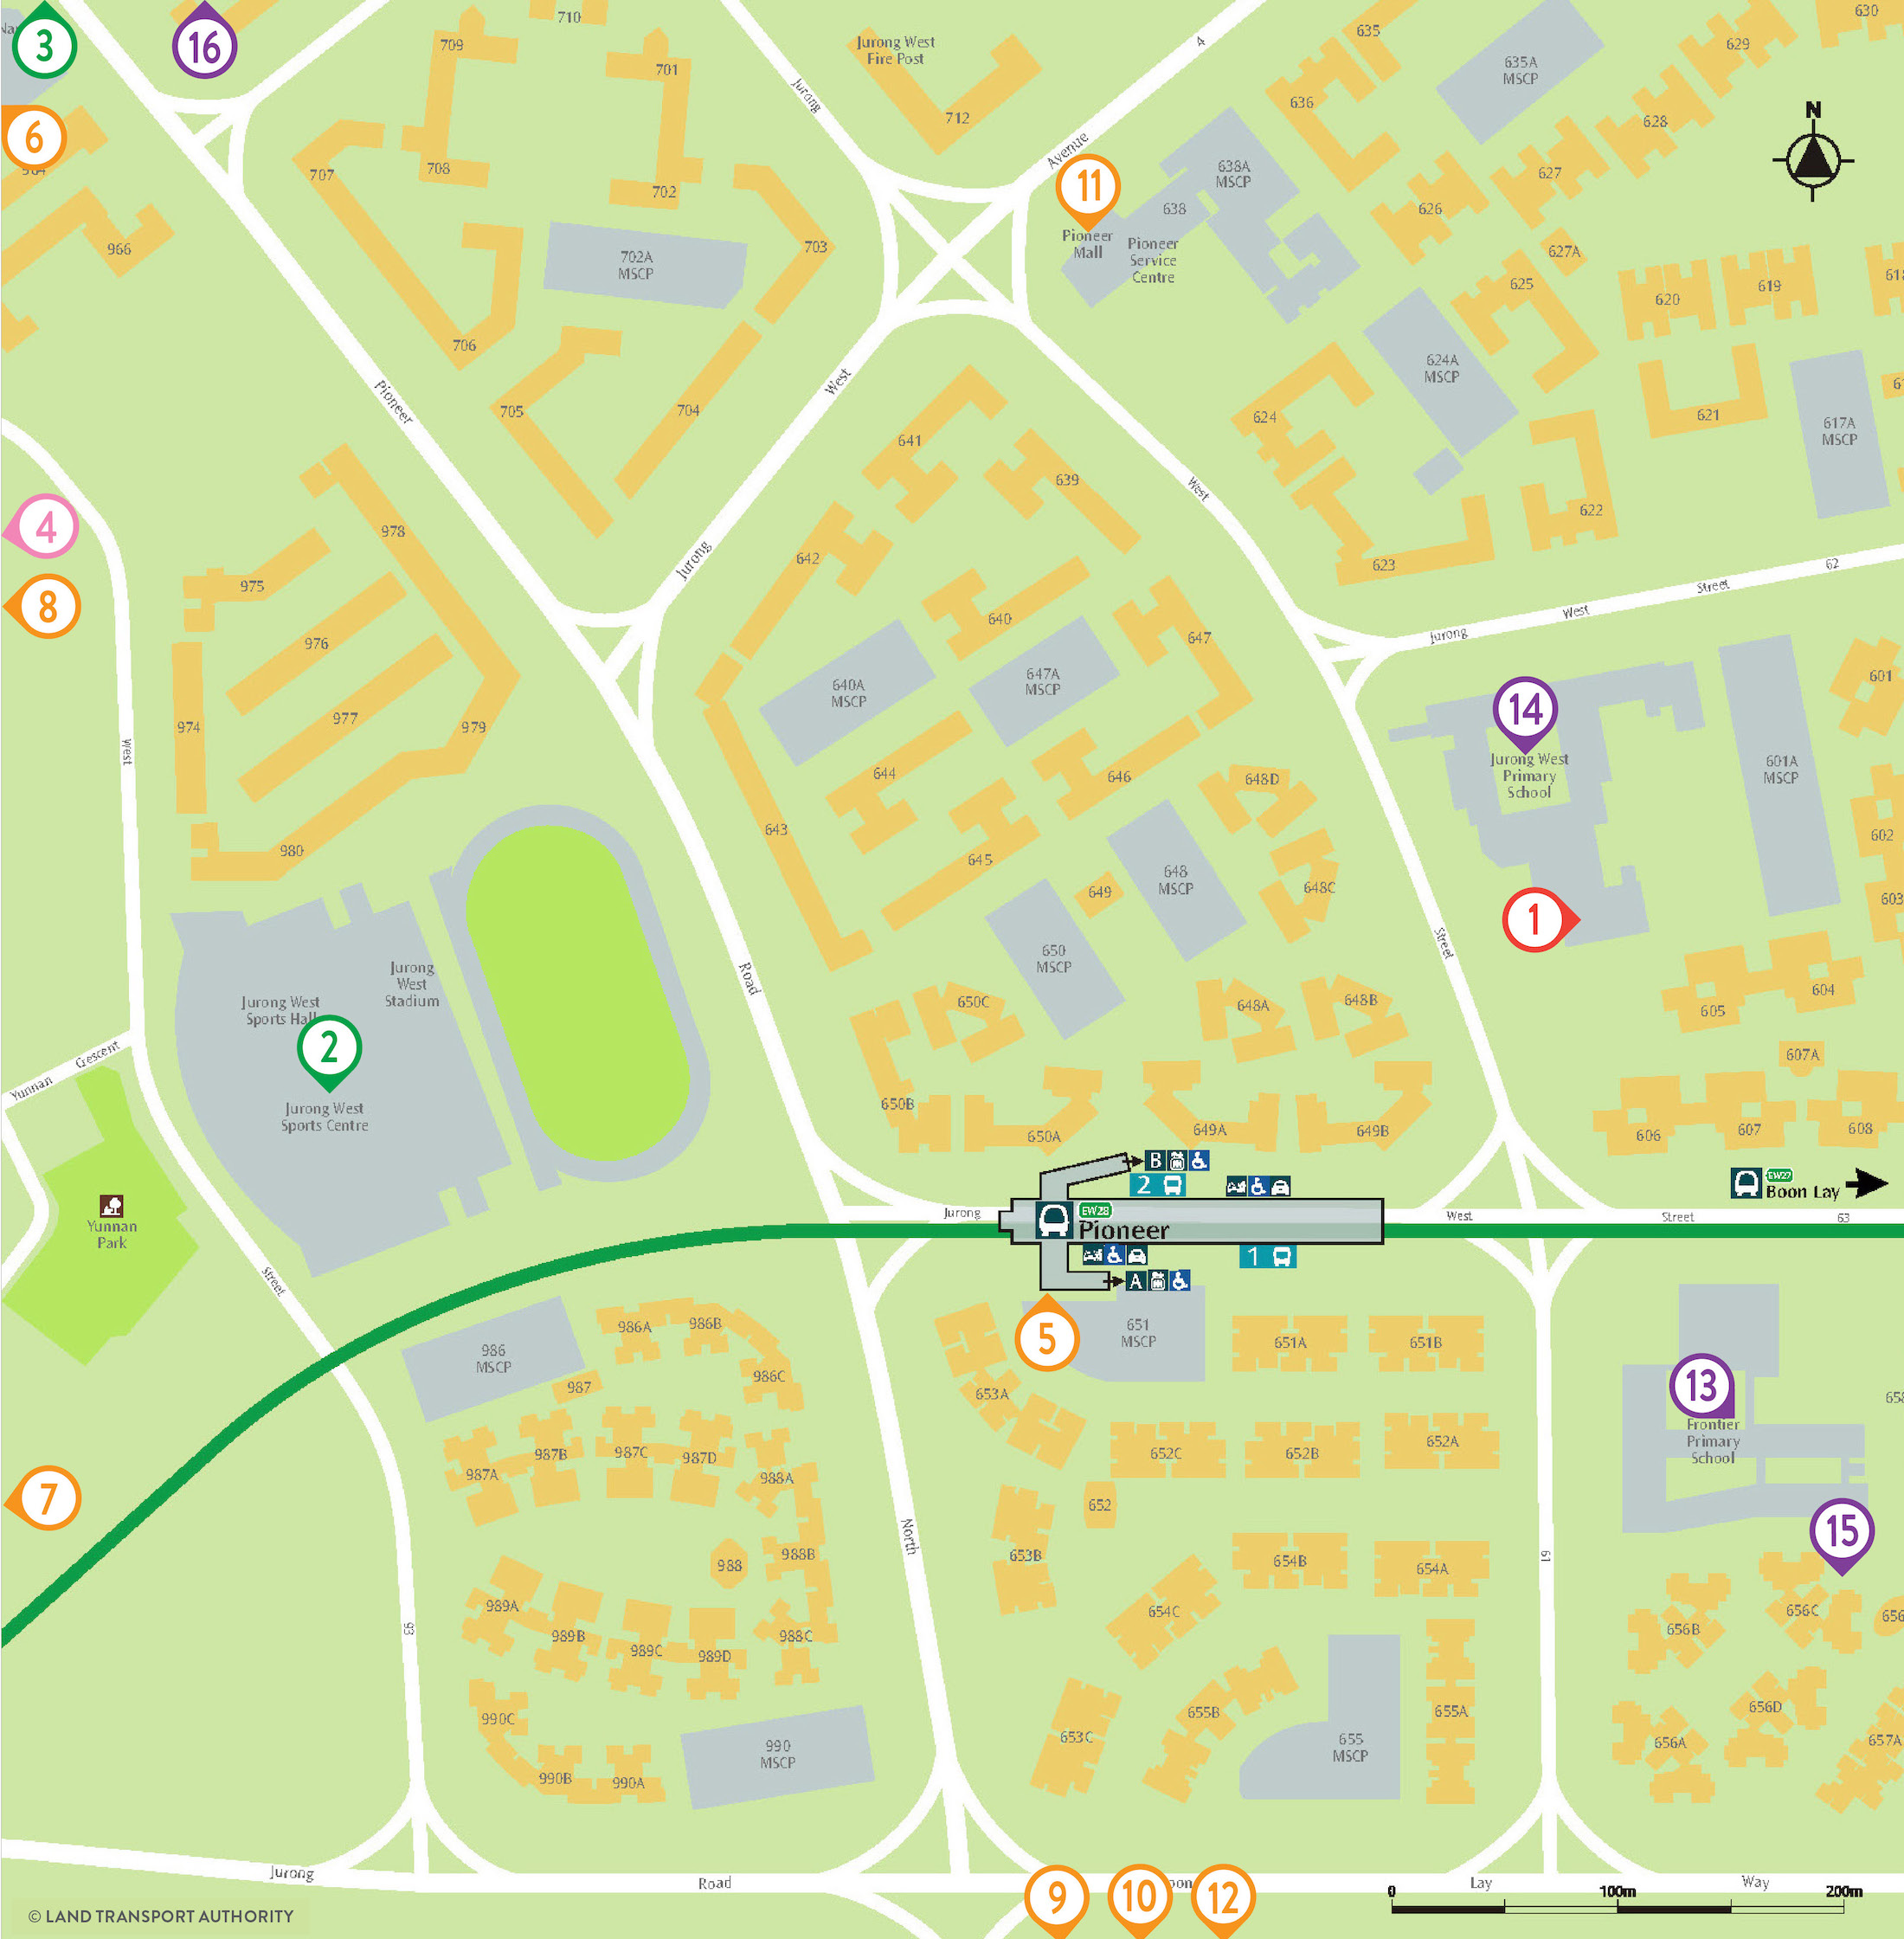 3
16
6
966
710
709
701
708
702
707
702A
MSCP
703
706
705
704
Pioneer
Jurong
West
Jurong West
Fire Post
712
Jurong
Avenue
4
11
Pioneer
Mall
638
638A
MSCP
Pioneer
Service
Centre
635
635A
MSCP
636
630
629
628
627
626
627A
625
620
619
N
624A
MSCP
624
621
617A
MSCP
622
623
West
Jurong
West
Street
62
4
8
978
975
976
977
974
979
980
West
641
639
642
640
640A
MSCP
647A
MSCP
647
644
646
645
643
648D
649
648
MSCP
648C
650
MSCP
650C
648A
648B
650B
650A
649A
649B
Road
Street
14
Jurong West
Primary
School
601A
MSCP
601
602
603
1
605
604
607A
606
607
608
Jurong
West
Stadium
Jurong West
Sports Hall
2
Jurong West
Sports Centre
Yunnan
Crescent
Yunnan
Park
Street
B
2
EW28
Pioneer
Jurong
West
Street
63
1
A
EW27
Boon Lay
5
651
MSCP
651A
651B
653A
652C
652B
652A
652
653B
654B
654A
654C
655B
655A
653C
655
MSCP
986
MSCP
986A
986B
986C
987
987A
987B
987C
987D
988A
988
988B
989A
989B
989C
989D
988C
990C
990B
990A
990
MSCP
7
93
North
61
13
Frontier
Primary
School
15
656B
656C
656D
656A
657A
Jurong
Road
9
10
12
Lay
Way
0
100m
200m
© LAND TRANSPORT AUTHORITY